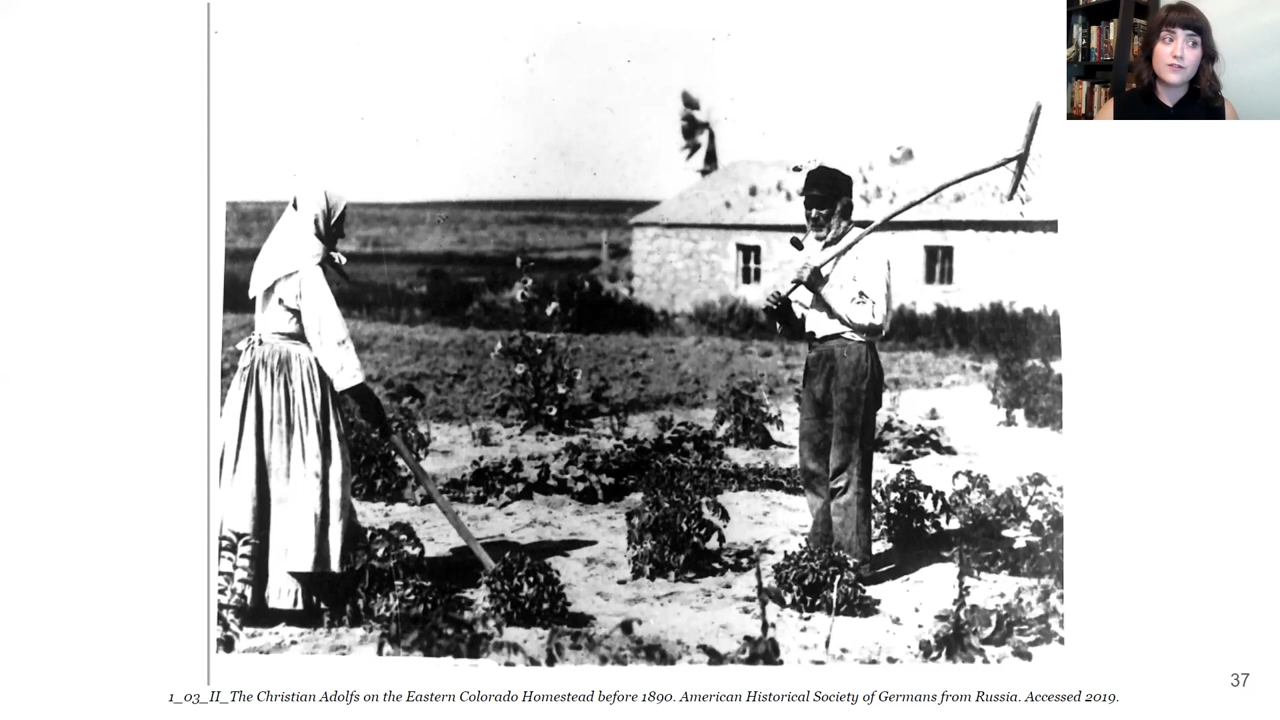 37
1_03_II_The Christian Adolfs on the Eastern Colorado Homestead before 1890. American Historical Society of Germans from Russia. Accessed 2019.